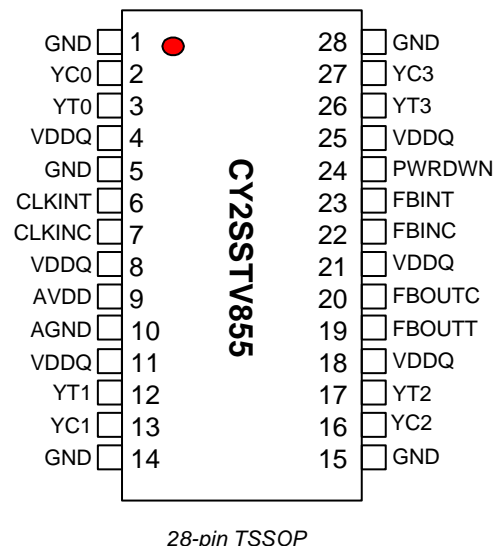 GND 1 28 GND
YC0 2 27 YC3
YT0 3 26 YT3
VDDQ 4 25 VDDQ
GND 5 24 PWRDWN
CLKINT 6 23 FBINT
CLKINC 7 22 FBINC
VDDQ 8 21 VDDQ
AVDD 9 20 FBOUTC
AGND 10 19 FBOUTT
VDDQ 11 18 VDDQ
YT1 12 17 YT2
YC1 13 16 YC2
GND 14 15 GND
CY2SSTV855
28-pin TSSOP